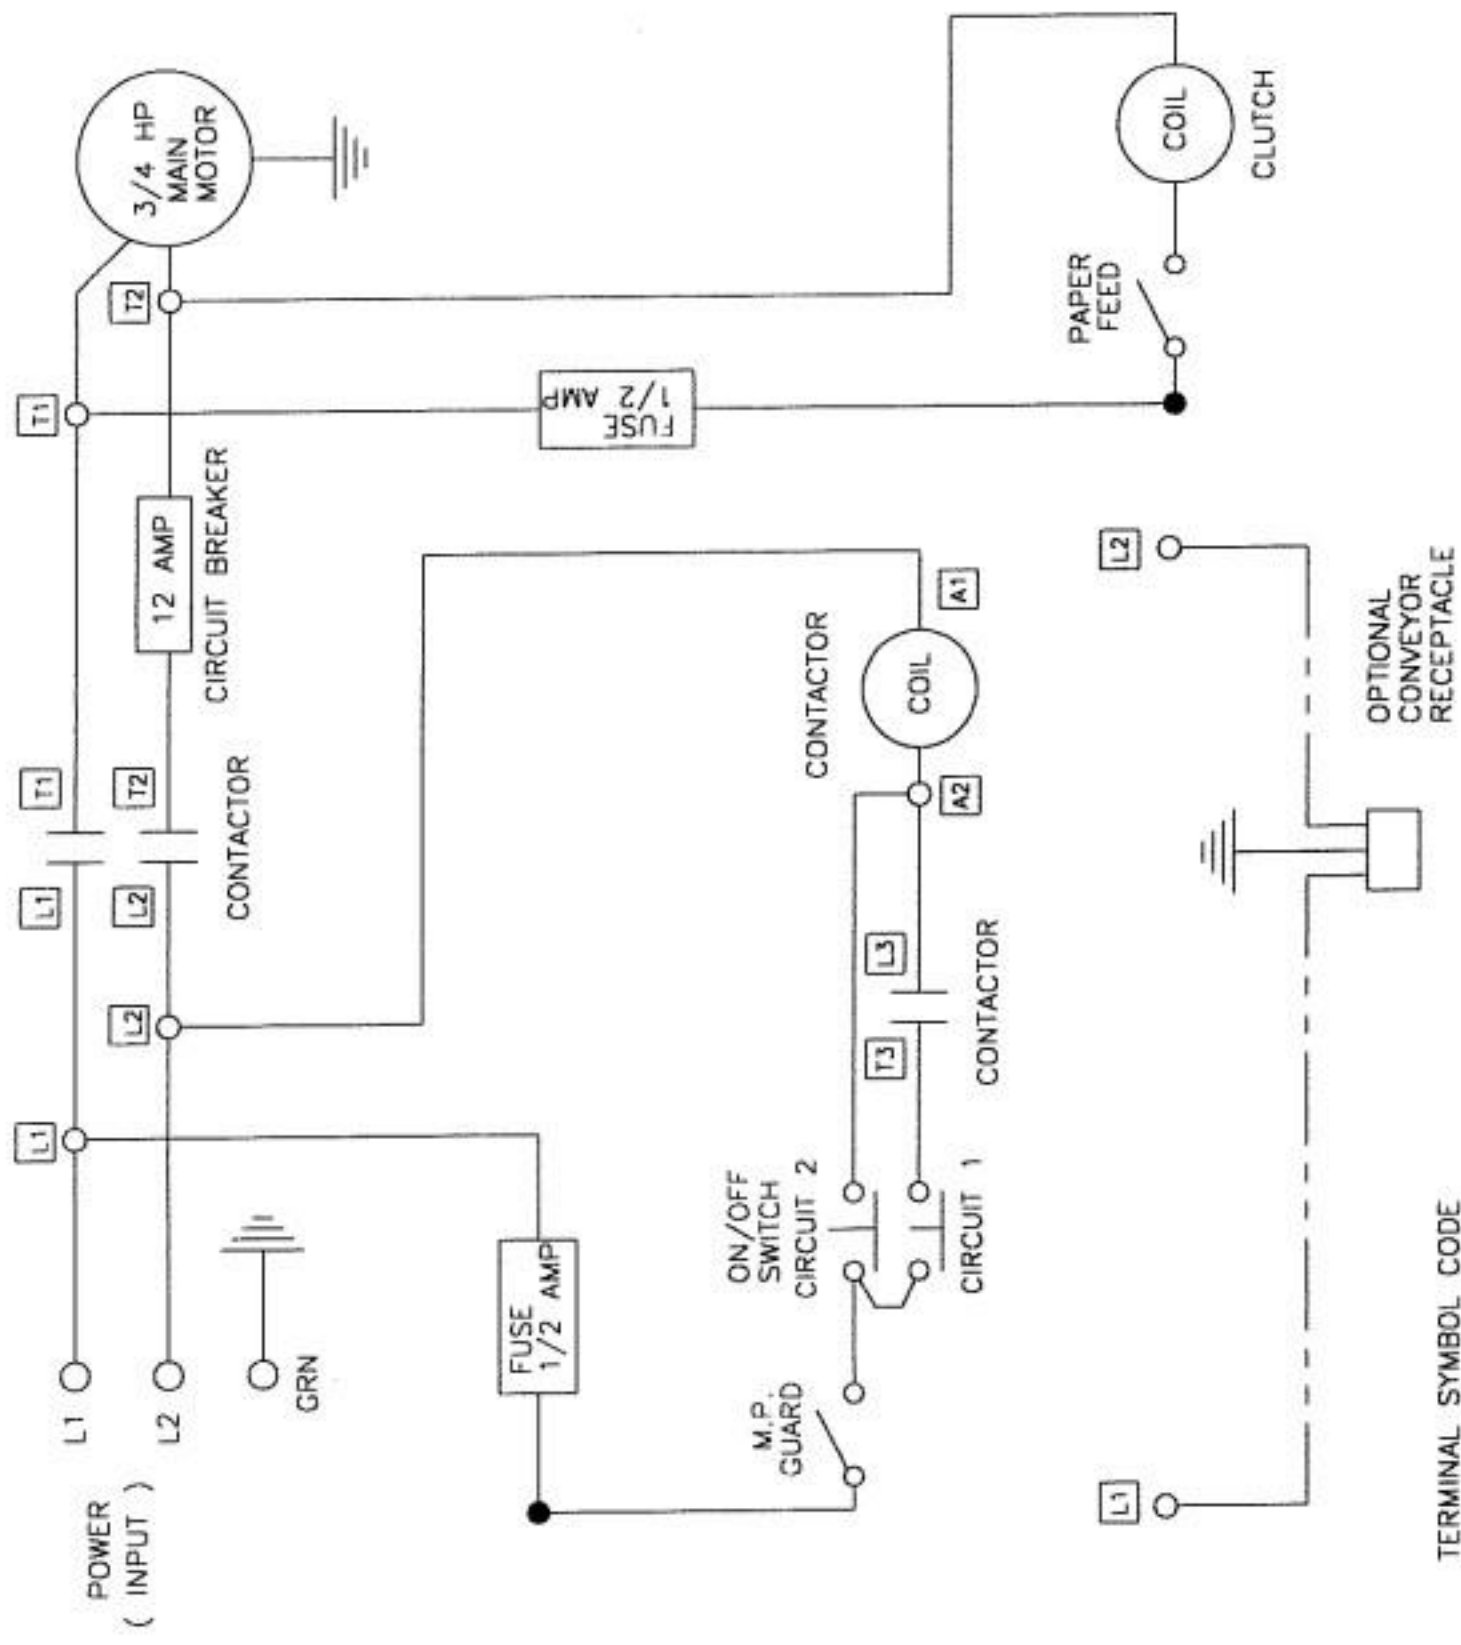 POWER
( INPUT )
L1
L2
GRN
L1
L2
L1
L2
CONTACTOR
T1
T2
12 AMP
CIRCUIT BREAKER
T1
T2
3/4 HP
MAIN
MOTOR
FUSE
1/2 AMP
FUSE
1/2 AMP
M.P.
GUARD
ON/OFF
SWITCH
CIRCUIT 2
CIRCUIT 1
T3
L3
CONTACTOR
A2
CONTACTOR
COIL
A1
PAPER
FEED
COIL
CLUTCH
L1
L2
OPTIONAL
CONVEYOR
RECEPTACLE
TERMINAL SYMBOL CODE